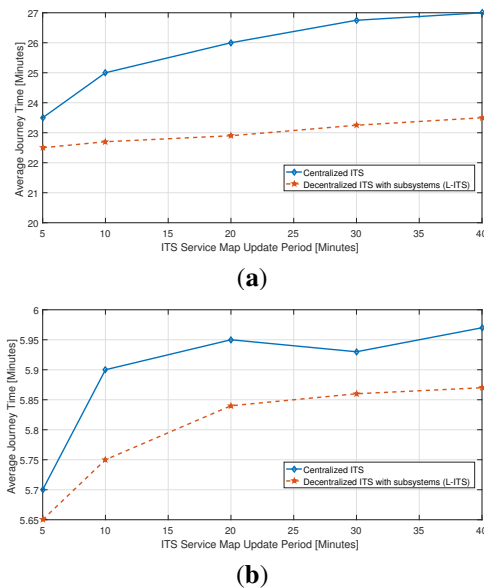 27
26
25
24
23
22
21
20
Average Journey Time [Minutes]
Centralized ITS
Decentralized ITS with subsystems (L-ITS)
5 10 15 20 25 30 35 40
ITS Service Map Update Period [Minutes]
(a)
6
5.95
5.9
5.85
5.8
5.75
5.7
5.65
Average Journey Time [Minutes]
Centralized ITS
Decentralized ITS with subsystems (L-ITS)
5 10 15 20 25 30 35 40
ITS Service Map Update Period [Minutes]
(b)